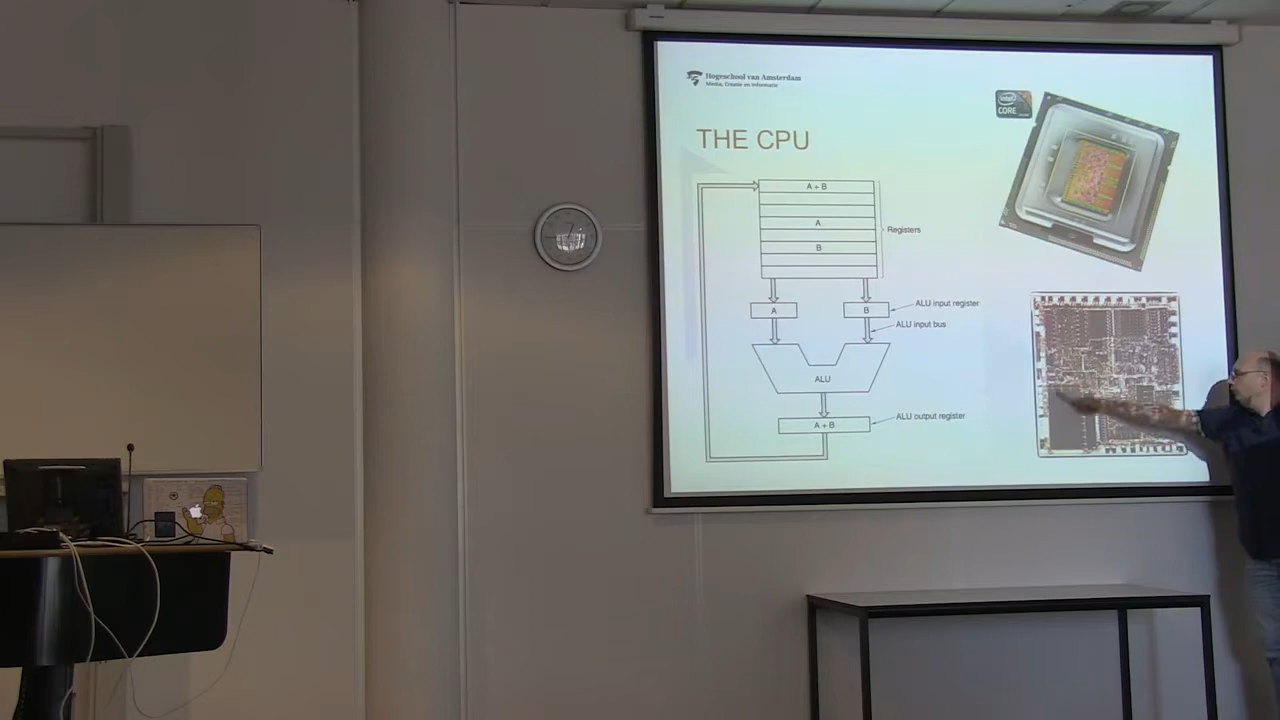 Hogeschool van Amsterdam
Media, Creatie en Informatie
intel
CORE
THE CPU
A + B
A
B
Registers
A
B
ALU input register
ALU input bus
ALU
A + B
ALU output register